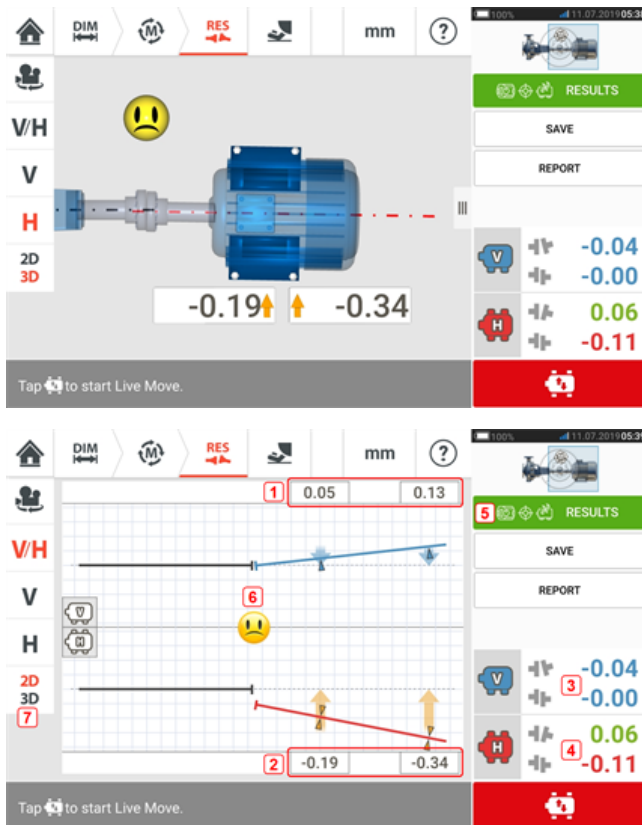 DIM RES mm ? 100% 11.07.2019 05:38
M
RESULTS
V/H SAVE
V REPORT
H
2D
3D
V -0.04
-0.00
-0.19 -0.34
H 0.06
-0.11
Tap to start Live Move.
DIM RES mm ? 100% 11.07.2019 05:39
M
1 0.05 0.13
5 RESULTS
V/H SAVE
6
V REPORT
V
H H
2D
3D
7
V -0.04
3
-0.00
H 0.06
4
-0.11
2 -0.19 -0.34
Tap to start Live Move.